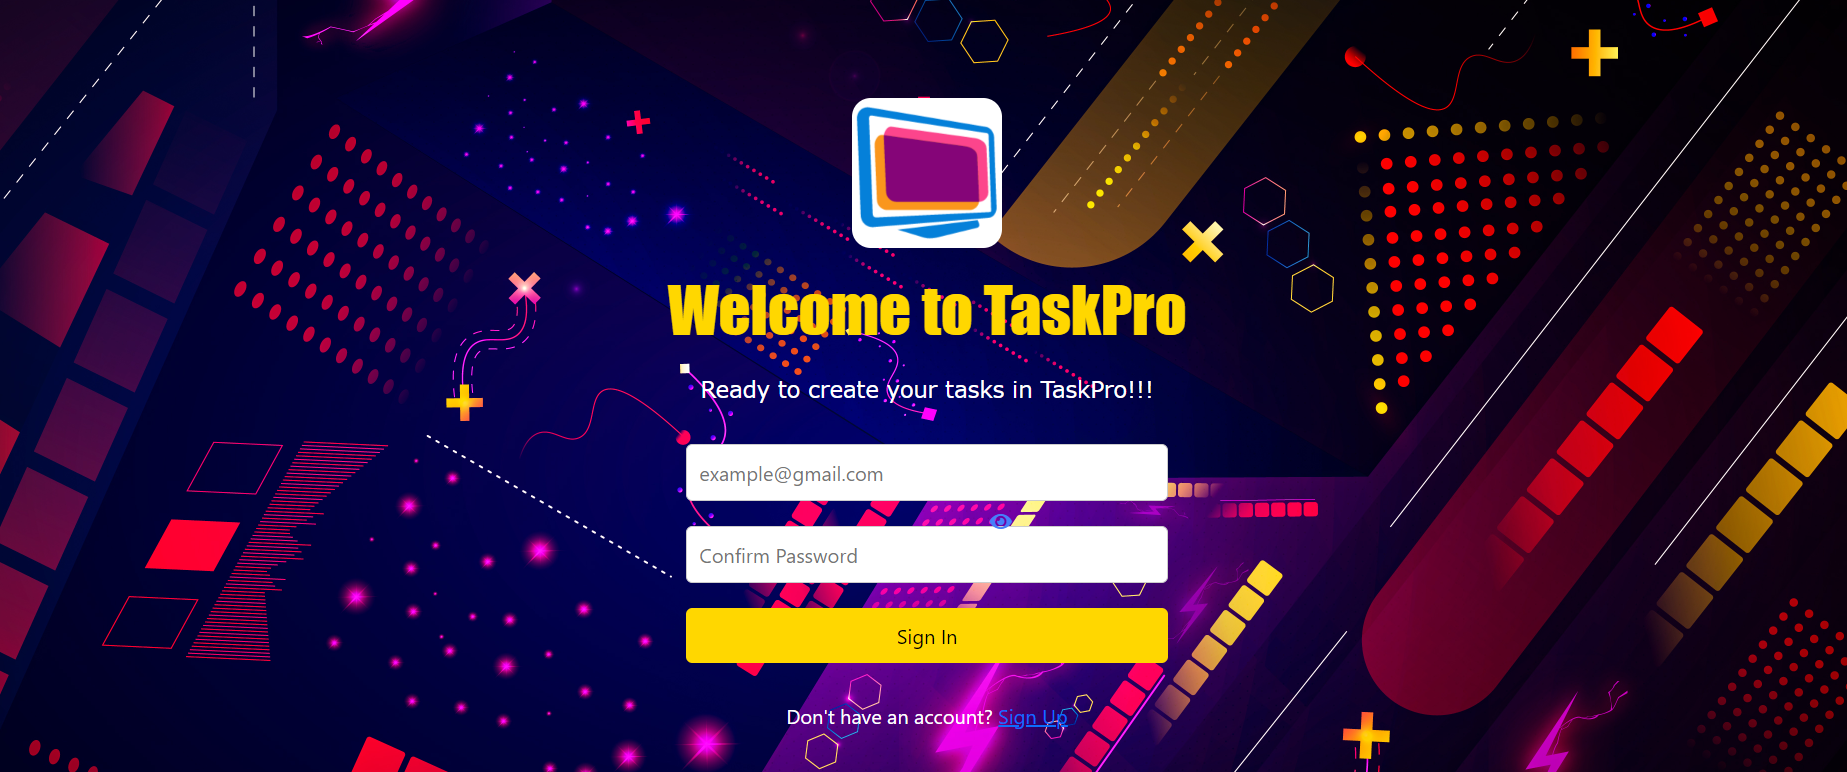 Welcome to TaskPro
Ready to create your tasks in TaskPro!!!
example@gmail.com
Confirm Password
Sign In
Don't have an account? Sign Up